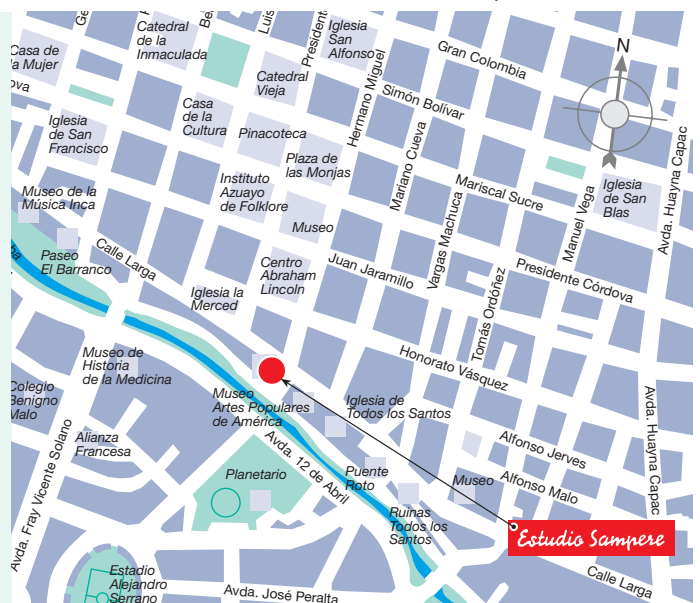 Casa de
la Mujer
Catedral
de la
Inmaculada
Iglesia
San
Alfonso
Gran Colombia
N
Catedral
Vieja
Hermano Miguel
Simón Bolívar
Casa
de la
Cultura
Pinacoteca
Iglesia
de San
Francisco
Plaza de
las Monjas
Mariano Cueva
Mariscal Sucre
Avda. Huayna Capac
Iglesia
de San
Blas
Manuel Vega
Instituto
Azuayo
de Folklore
Museo de la
Música Inca
Museo
Vargas Machuca
Calle Larga
Paseo
El Barranco
Centro
Abraham
Lincoln
Juan Jaramillo
Presidente Córdova
Iglesia la
Merced
Tomás Ordóñez
Honorato Vásquez
Museo de
Historia
de la Medicina
Colegio
Benigno
Malo
Museo
Artes Populares
de América
Iglesia de
Todos los Santos
Avda. Huayna Capac
Alianza
Francesa
Avda. Fray Vicente Solano
Avda. 12 de Abril
Alfonso Jerves
Planetario
Puente
Roto
Museo
Alfonso Malo
Ruinas
Todos los
Santos
Estudio Sampere
Estadio
Alejandro
Serrano
Calle Larga
Avda. José Peralta